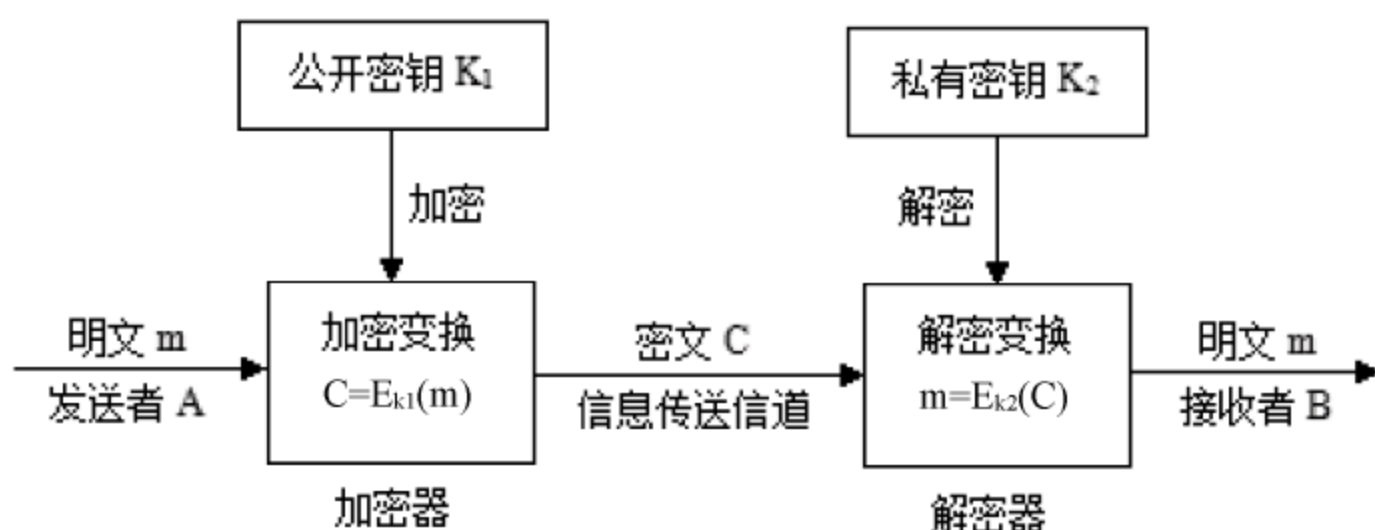 公开密钥 K₁
私有密钥 K₂
加密
解密
明文 m
发送者 A
加密变换
C=Eₖ₁(m)
密文 C
信息传送信道
解密变换
m=Eₖ₂(C)
明文 m
接收者 B
加密器
解密器